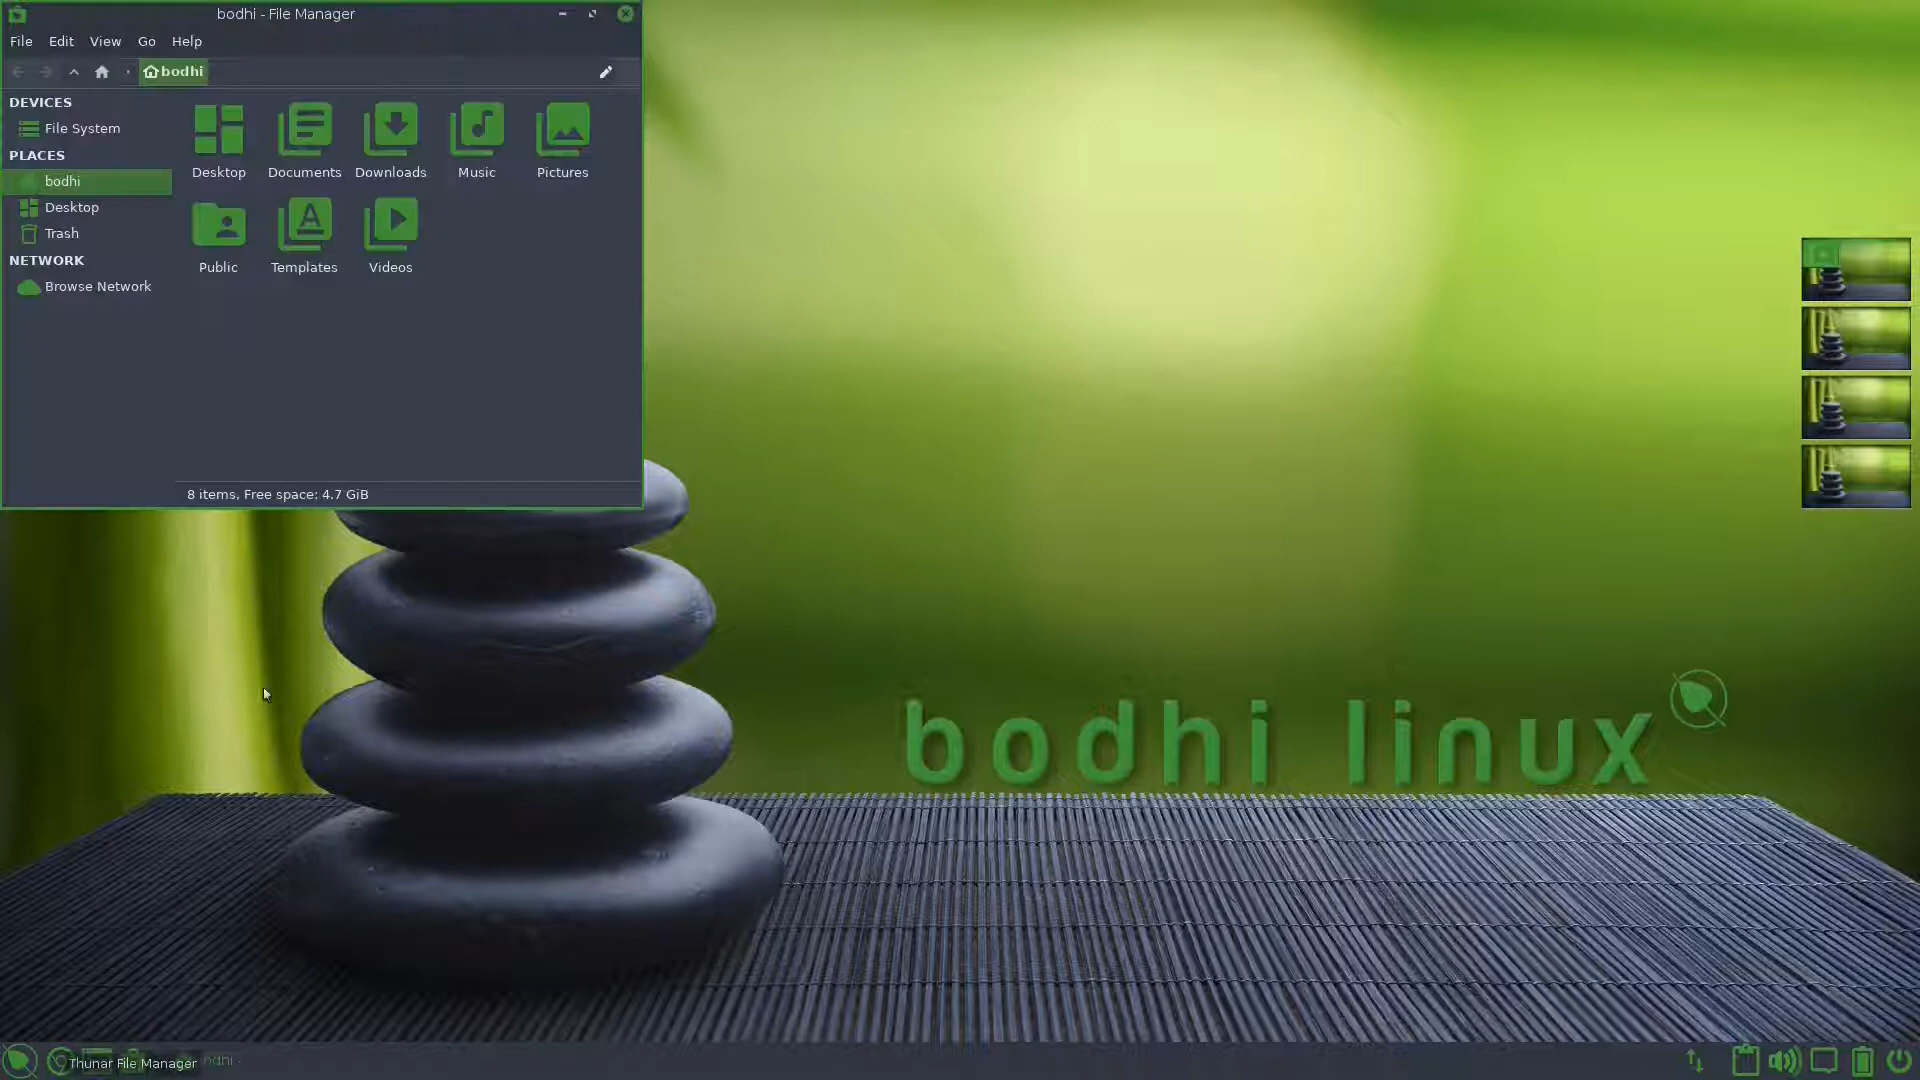 bodhi - File Manager
File Edit View Go Help
bodhi
DEVICES
File System
PLACES
bodhi
Desktop
Trash
NETWORK
Browse Network
Desktop Documents Downloads Music Pictures
Public Templates Videos
8 items, Free space: 4.7 GiB
bodhi linux
Thunar File Manager